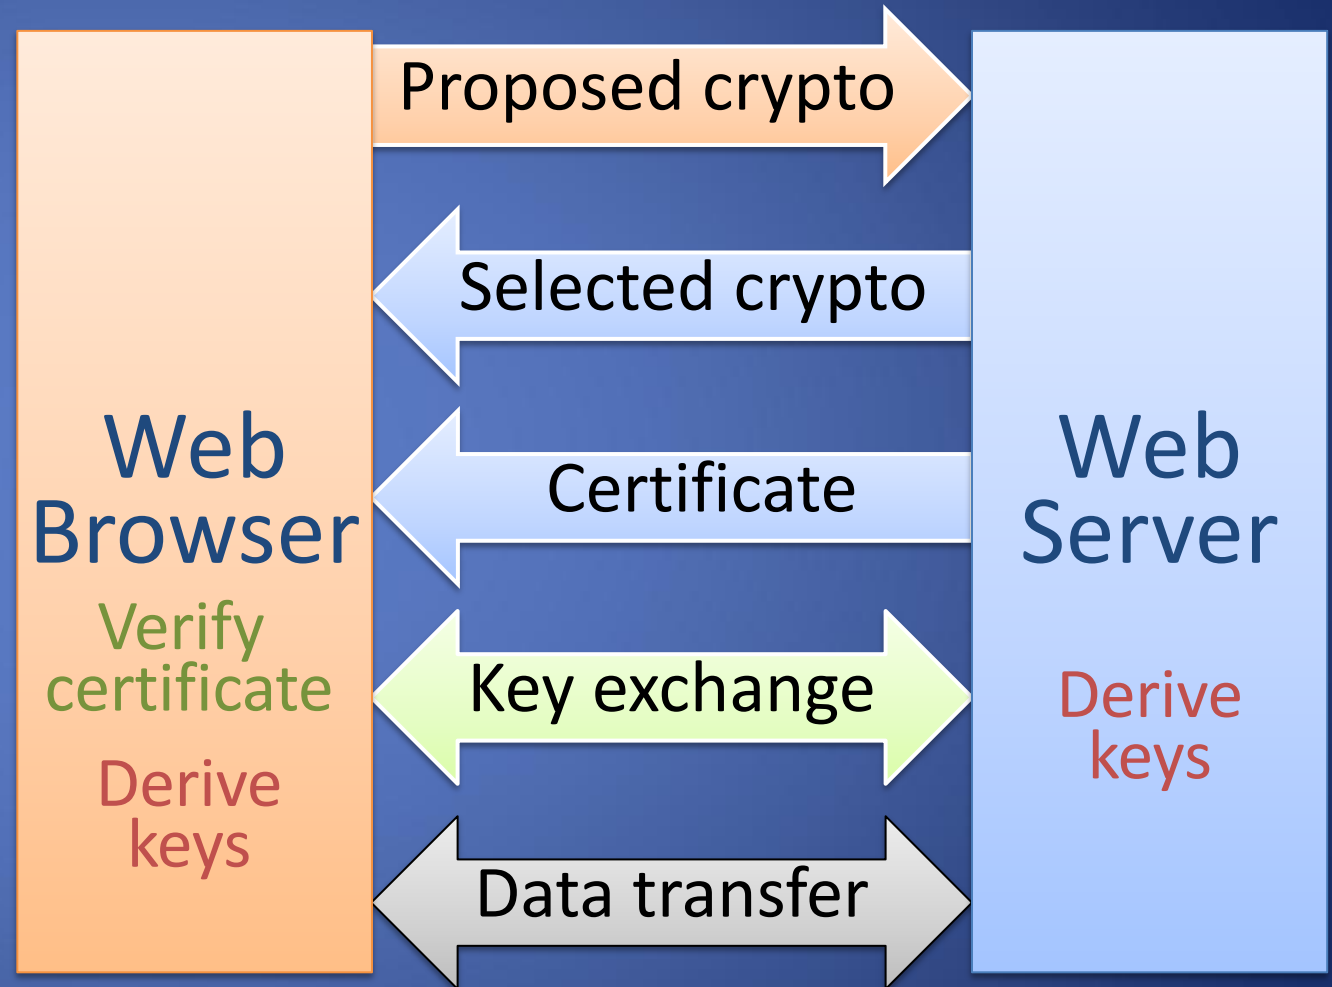 Proposed crypto
Selected crypto
Certificate
Key exchange
Data transfer
Web
Browser
Verify
certificate
Derive
keys
Web
Server
Derive
keys